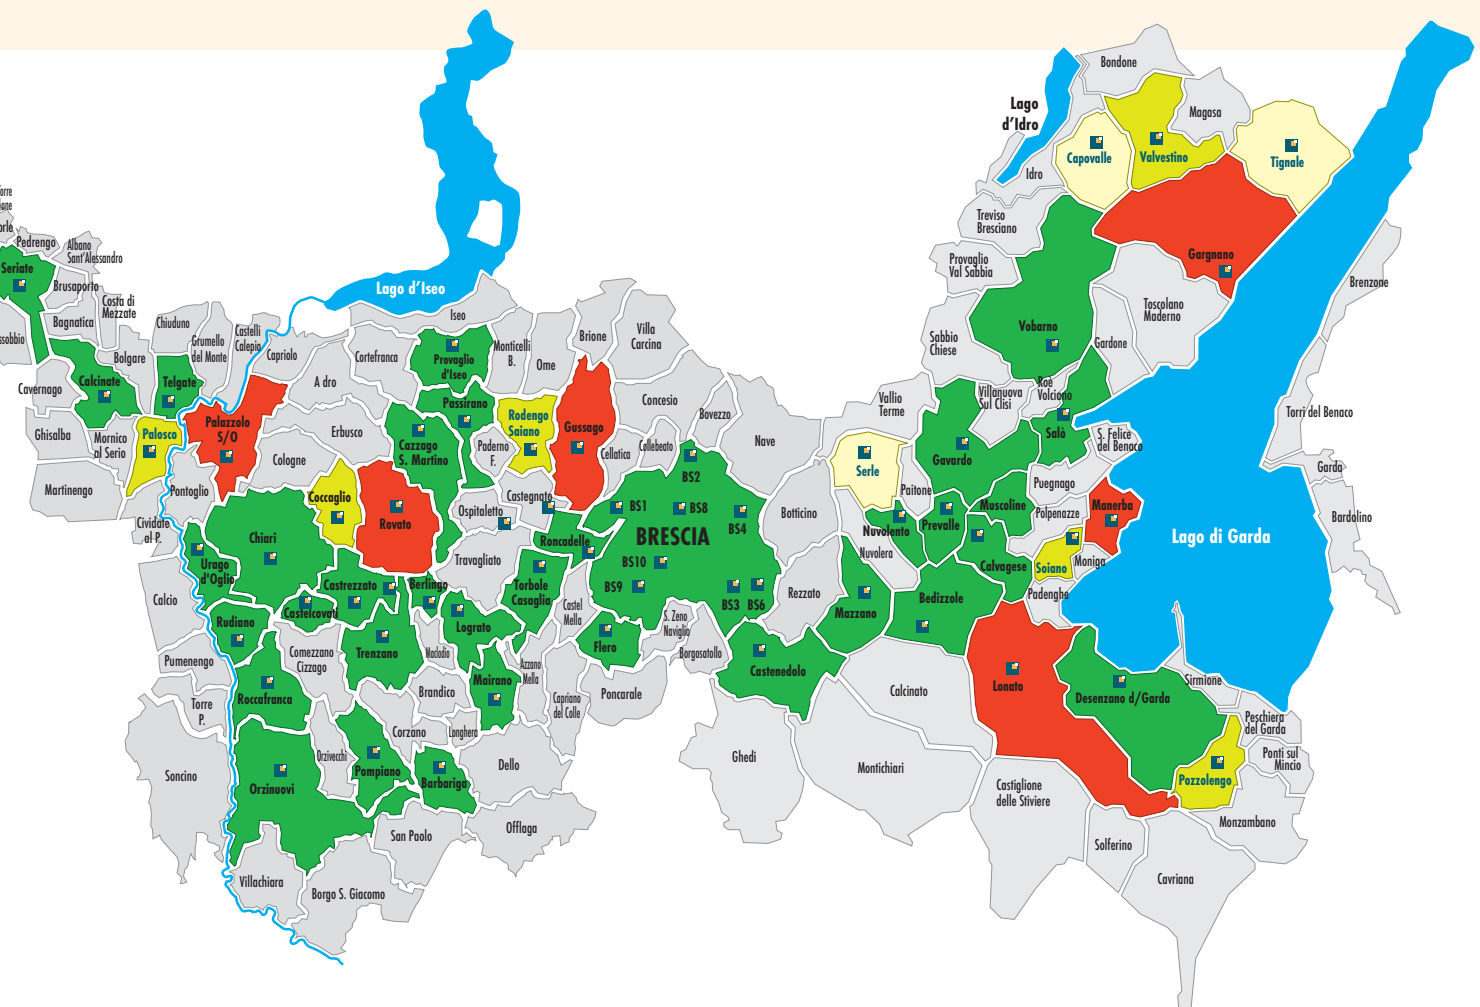 Bondone
Lago
d'Idro
Magasa
Capovalle
Valvestino
Tignale
Idro
Treviso
Bresciano
Pedrengo
Albano
Sant'Alessandro
Seriate
Brusaporto
Costa di
Mezzate
Bagnatica
Chiuduno
Grumello
del Monte
Castelli
Calepio
Bolgare
Capriolo
Lago d'Iseo
Iseo
Provaglio
Val Sabbia
Gargnano
Brenzone
Toscolano
Maderno
Vobarno
Gardone
Sabbio
Chiese
Cortefranca
Provaglio
d'Iseo
Monticelli
B.
Ome
Brione
Villa
Carcina
Cavernago
Calcinate
Telgate
A dro
Passirano
Concesio
Bovezzo
Vallio
Terme
Villanuova
Sul Clisi
Roè
Volciono
Ghisalba
Mornico
al Serio
Palosco
Palazzolo
S/O
Erbusco
Cazzago
S. Martino
Rodengo
Saiano
Gussago
Paderno
F.
Cellatica
Collebeato
Nave
Serle
Gavardo
Salò
S. Felice
del Benaco
Torri del Benaco
Cologne
Martinengo
Pontoglio
Coccaglio
Rovato
Ospitaletto
Castegnato
BS1
BS2
BS8
BS4
BRESCIA
Botticino
Paitone
Puegnago
Garda
Muscoline
Polpenazze
Manerba
Bardolino
Cividate
al P.
Chiari
Roncadelle
Nuvolento
Prevalle
Nuvolera
Lago di Garda
Urago
d'Oglio
Travagliato
BS10
BS9
BS3
BS6
Calvagese
Soiano
Moniga
Padenghe
Castrezzato
Berlingo
Torbole
Casaglia
Calcio
Castelcovati
Rudiano
Castel
Mella
Rezzato
Mazzano
Bedizzole
Lograto
S. Zeno
Naviglio
Flero
Trenzano
Maclodio
Comezzano
Cizzago
Borgosatollo
Castenedolo
Pumenengo
Roccafranca
Mairano
Azzano
Mella
Brandico
Capriano
del Colle
Poncarale
Calcinato
Lonato
Desenzano d/Garda
Sirmione
Torre
P.
Corzano
Longhena
Peschiera
del Garda
Ponti sul
Mincio
Soncino
Orzinuovi
Orzivecchi
Pompiano
Barbariga
Dello
Ghedi
Montichiari
Castiglione
delle Stiviere
Pozzolengo
San Paolo
Offlaga
Monzambano
Solferino
Cavriana
Villachiara
Borgo S. Giacomo